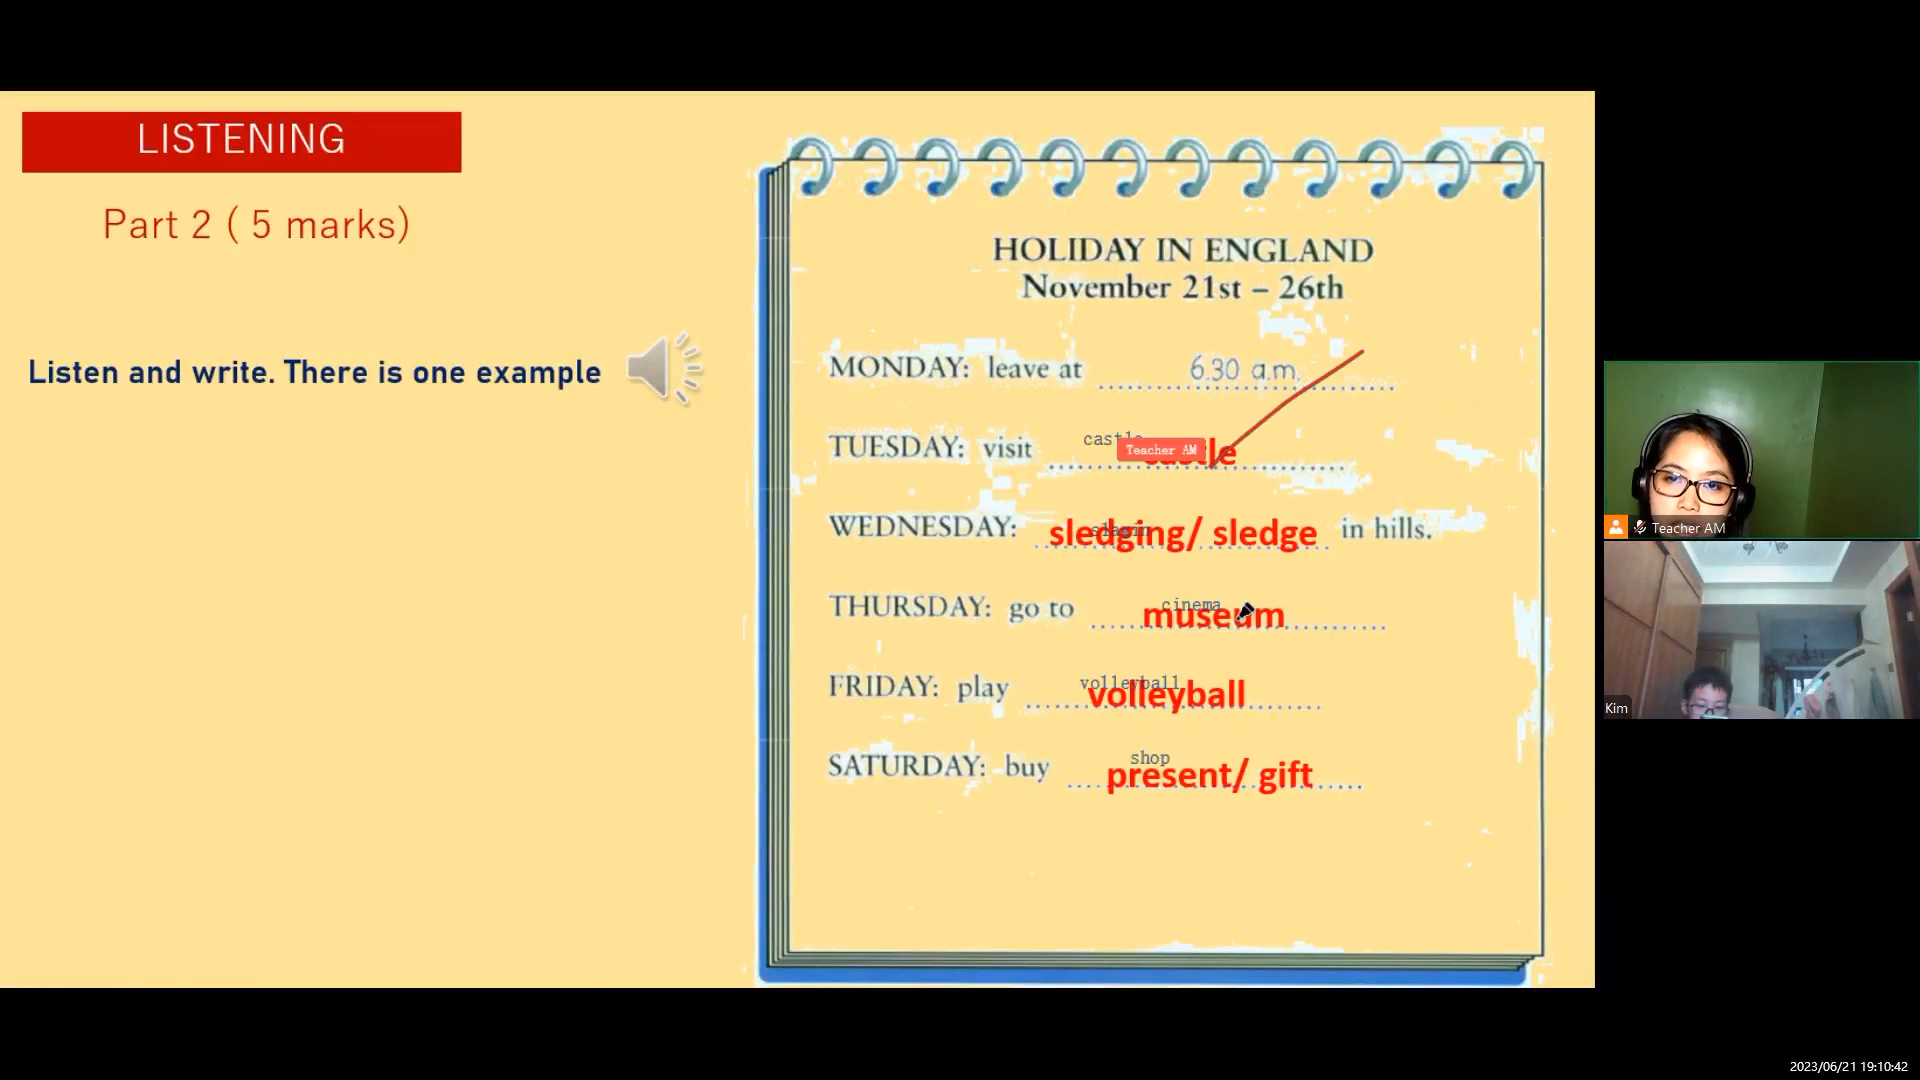 LISTENING
Part 2 ( 5 marks)
Listen and write. There is one example
HOLIDAY IN ENGLAND
November 21st – 26th
MONDAY: leave at 6.30 a.m.
castle
TUESDAY: visit castle
Teacher AM
WEDNESDAY: sledging/ sledge in hills.
cinema
THURSDAY: go to museum
volleyball
FRIDAY: play volleyball
shop
SATURDAY: buy present/ gift
Teacher AM
Kim
2023/06/21 19:10:42